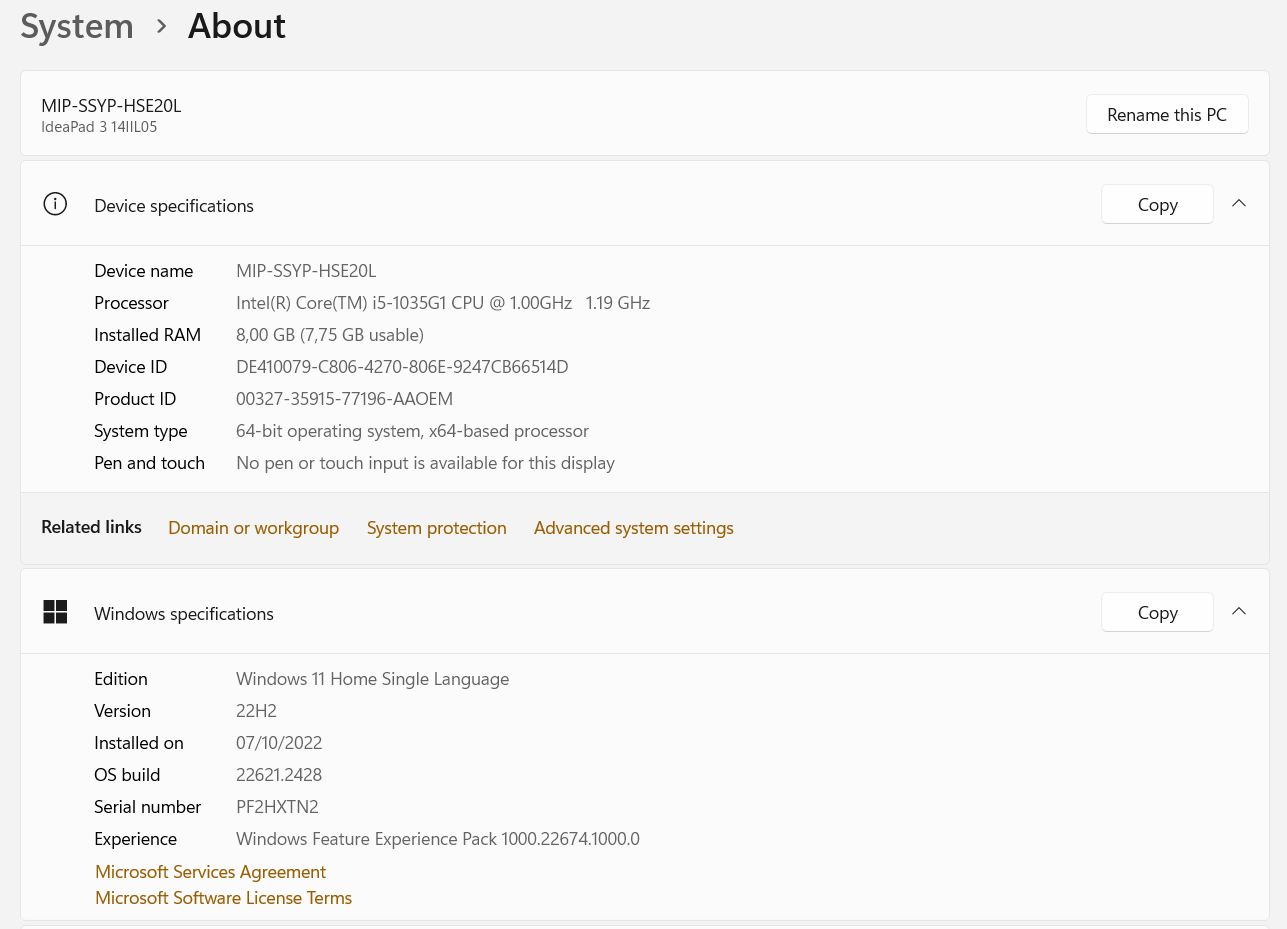 System > About
MIP-SSYP-HSE20L
IdeaPad 3 14IIL05
Rename this PC
Device specifications
Copy
Device name MIP-SSYP-HSE20L
Processor Intel(R) Core(TM) i5-1035G1 CPU @ 1.00GHz 1.19 GHz
Installed RAM 8,00 GB (7,75 GB usable)
Device ID DE410079-C806-4270-806E-9247CB66514D
Product ID 00327-35915-77196-AAOEM
System type 64-bit operating system, x64-based processor
Pen and touch No pen or touch input is available for this display
Related links Domain or workgroup System protection Advanced system settings
Windows specifications
Copy
Edition Windows 11 Home Single Language
Version 22H2
Installed on 07/10/2022
OS build 22621.2428
Serial number PF2HXTN2
Experience Windows Feature Experience Pack 1000.22674.1000.0
Microsoft Services Agreement
Microsoft Software License Terms